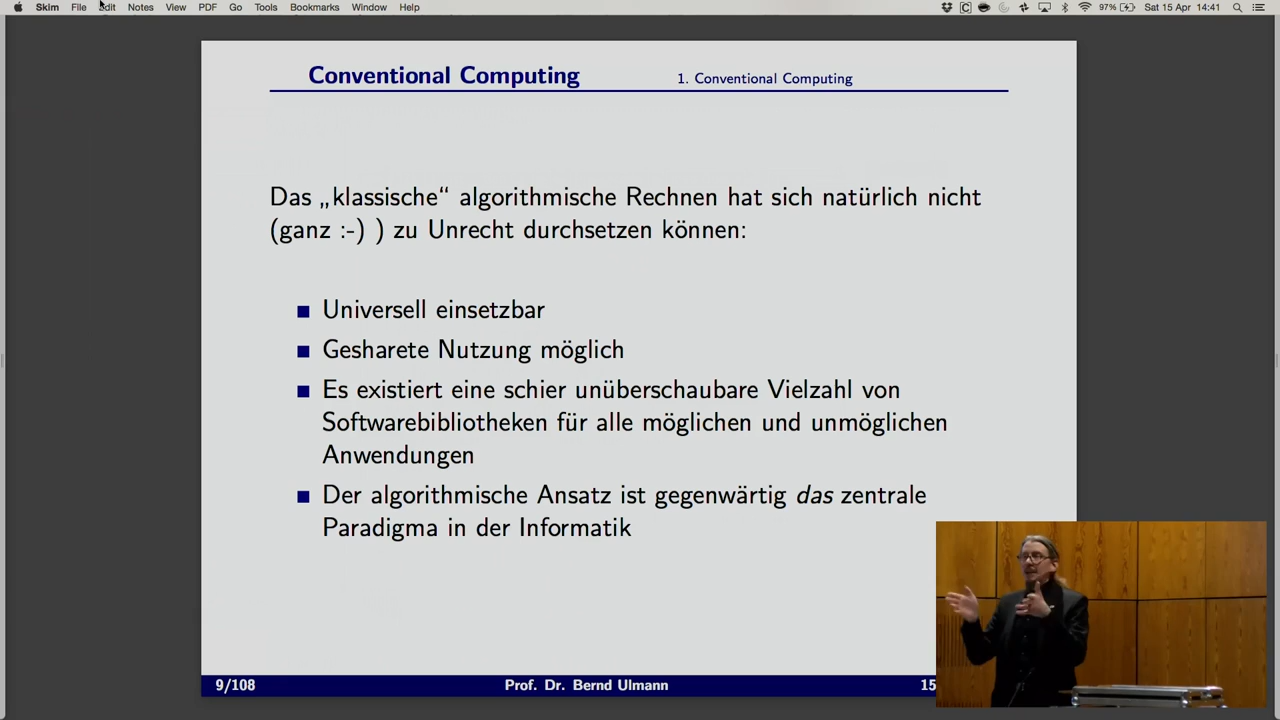 Skim File Edit Notes View PDF Go Tools Bookmarks Window Help 97% Sat 15 Apr 14:41
Conventional Computing 1. Conventional Computing
Das „klassische“ algorithmische Rechnen hat sich natürlich nicht
(ganz :-) ) zu Unrecht durchsetzen können:
Universell einsetzbar
Gesharete Nutzung möglich
Es existiert eine schier unüberschaubare Vielzahl von
Softwarebibliotheken für alle möglichen und unmöglichen
Anwendungen
Der algorithmische Ansatz ist gegenwärtig das zentrale
Paradigma in der Informatik
9/108 Prof. Dr. Bernd Ulmann 15